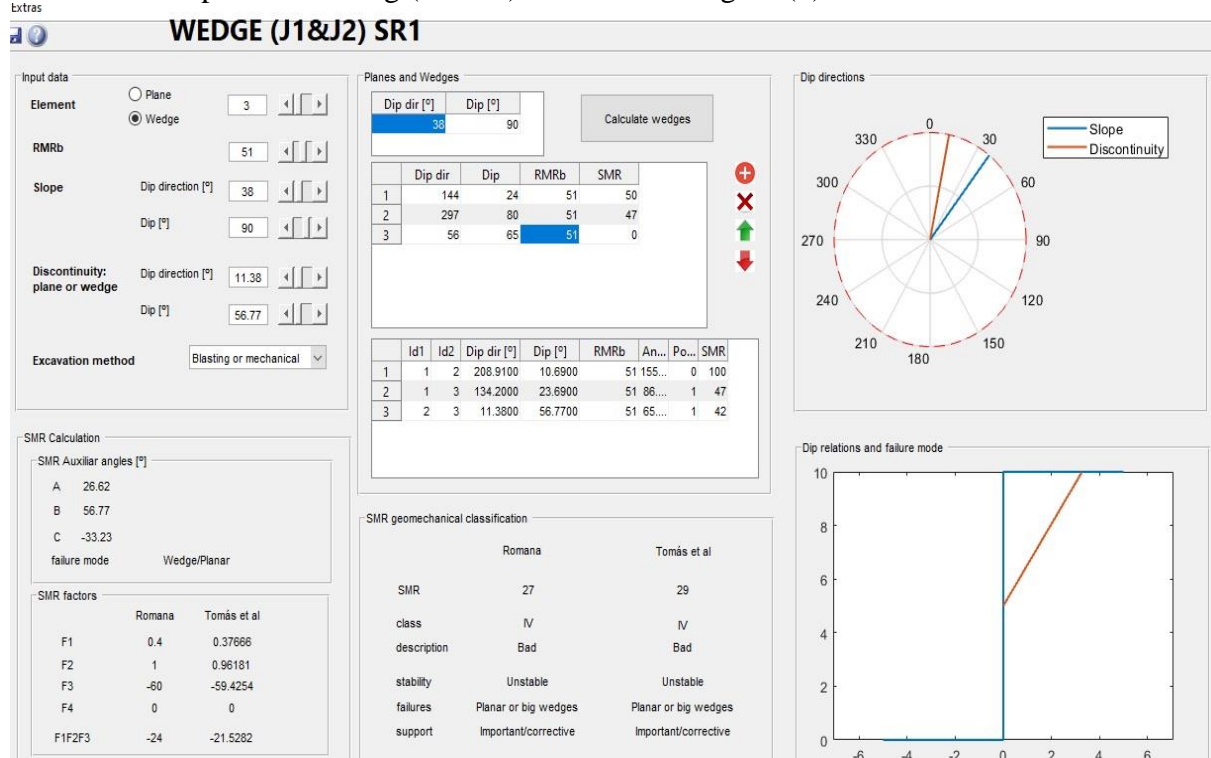 Extras
WEDGE (J1&J2) SR1
Input data
Element
Plane
Wedge
3
RMRb
51
Slope
Dip direction [º]
38
Dip [º]
90
Discontinuity:
plane or wedge
Dip direction [º]
11.38
Dip [º]
56.77
Excavation method
Blasting or mechanical
Planes and Wedges
Dip dir [º] Dip [º]
38 90
Calculate wedges
Dip dir Dip RMRb SMR
1 144 24 51 50
2 297 80 51 47
3 56 65 51 0
Id1 Id2 Dip dir [º] Dip [º] RMRb An... Po... SMR
1 1 2 208.9100 10.6900 51 155... 0 100
2 1 3 134.2000 23.6900 51 86.... 1 47
3 2 3 11.3800 56.7700 51 65.... 1 42
Dip directions
0
30
60
90
120
150
180
210
240
270
300
330
Slope
Discontinuity
SMR Calculation
SMR Auxiliar angles [º]
A 26.62
B 56.77
C -33.23
failure mode Wedge/Planar
SMR factors
Romana Tomás et al
F1 0.4 0.37666
F2 1 0.96181
F3 -60 -59.4254
F4 0 0
F1F2F3 -24 -21.5282
SMR geomechanical classification
Romana Tomás et al
SMR 27 29
class IV IV
description Bad Bad
stability Unstable Unstable
failures Planar or big wedges Planar or big wedges
support Important/corrective Important/corrective
Dip relations and failure mode
10
8
6
4
2
0
-6 -4 -2 0 2 4 6